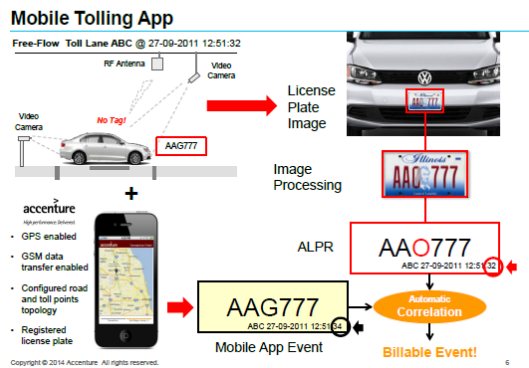 Mobile Tolling App
Free-Flow Toll Lane ABC @ 27-09-2011 12:51:32
RF Antenna
Video
Camera
Video
Camera
No Tag!
AAG777
License
Plate
Image
Illinois
Image
Processing
+
accenture
High performance. Delivered.
• GPS enabled
• GSM data
transfer enabled
• Configured road
and toll points
topology
• Registered
license plate
ALPR
AAO777
ABC 27-09-2011 12:51:32
AAG777
ABC 27-09-2011 12:51:34
Mobile App Event
Automatic
Correlation
Billable Event!
Copyright © 2014 Accenture All rights reserved.
6